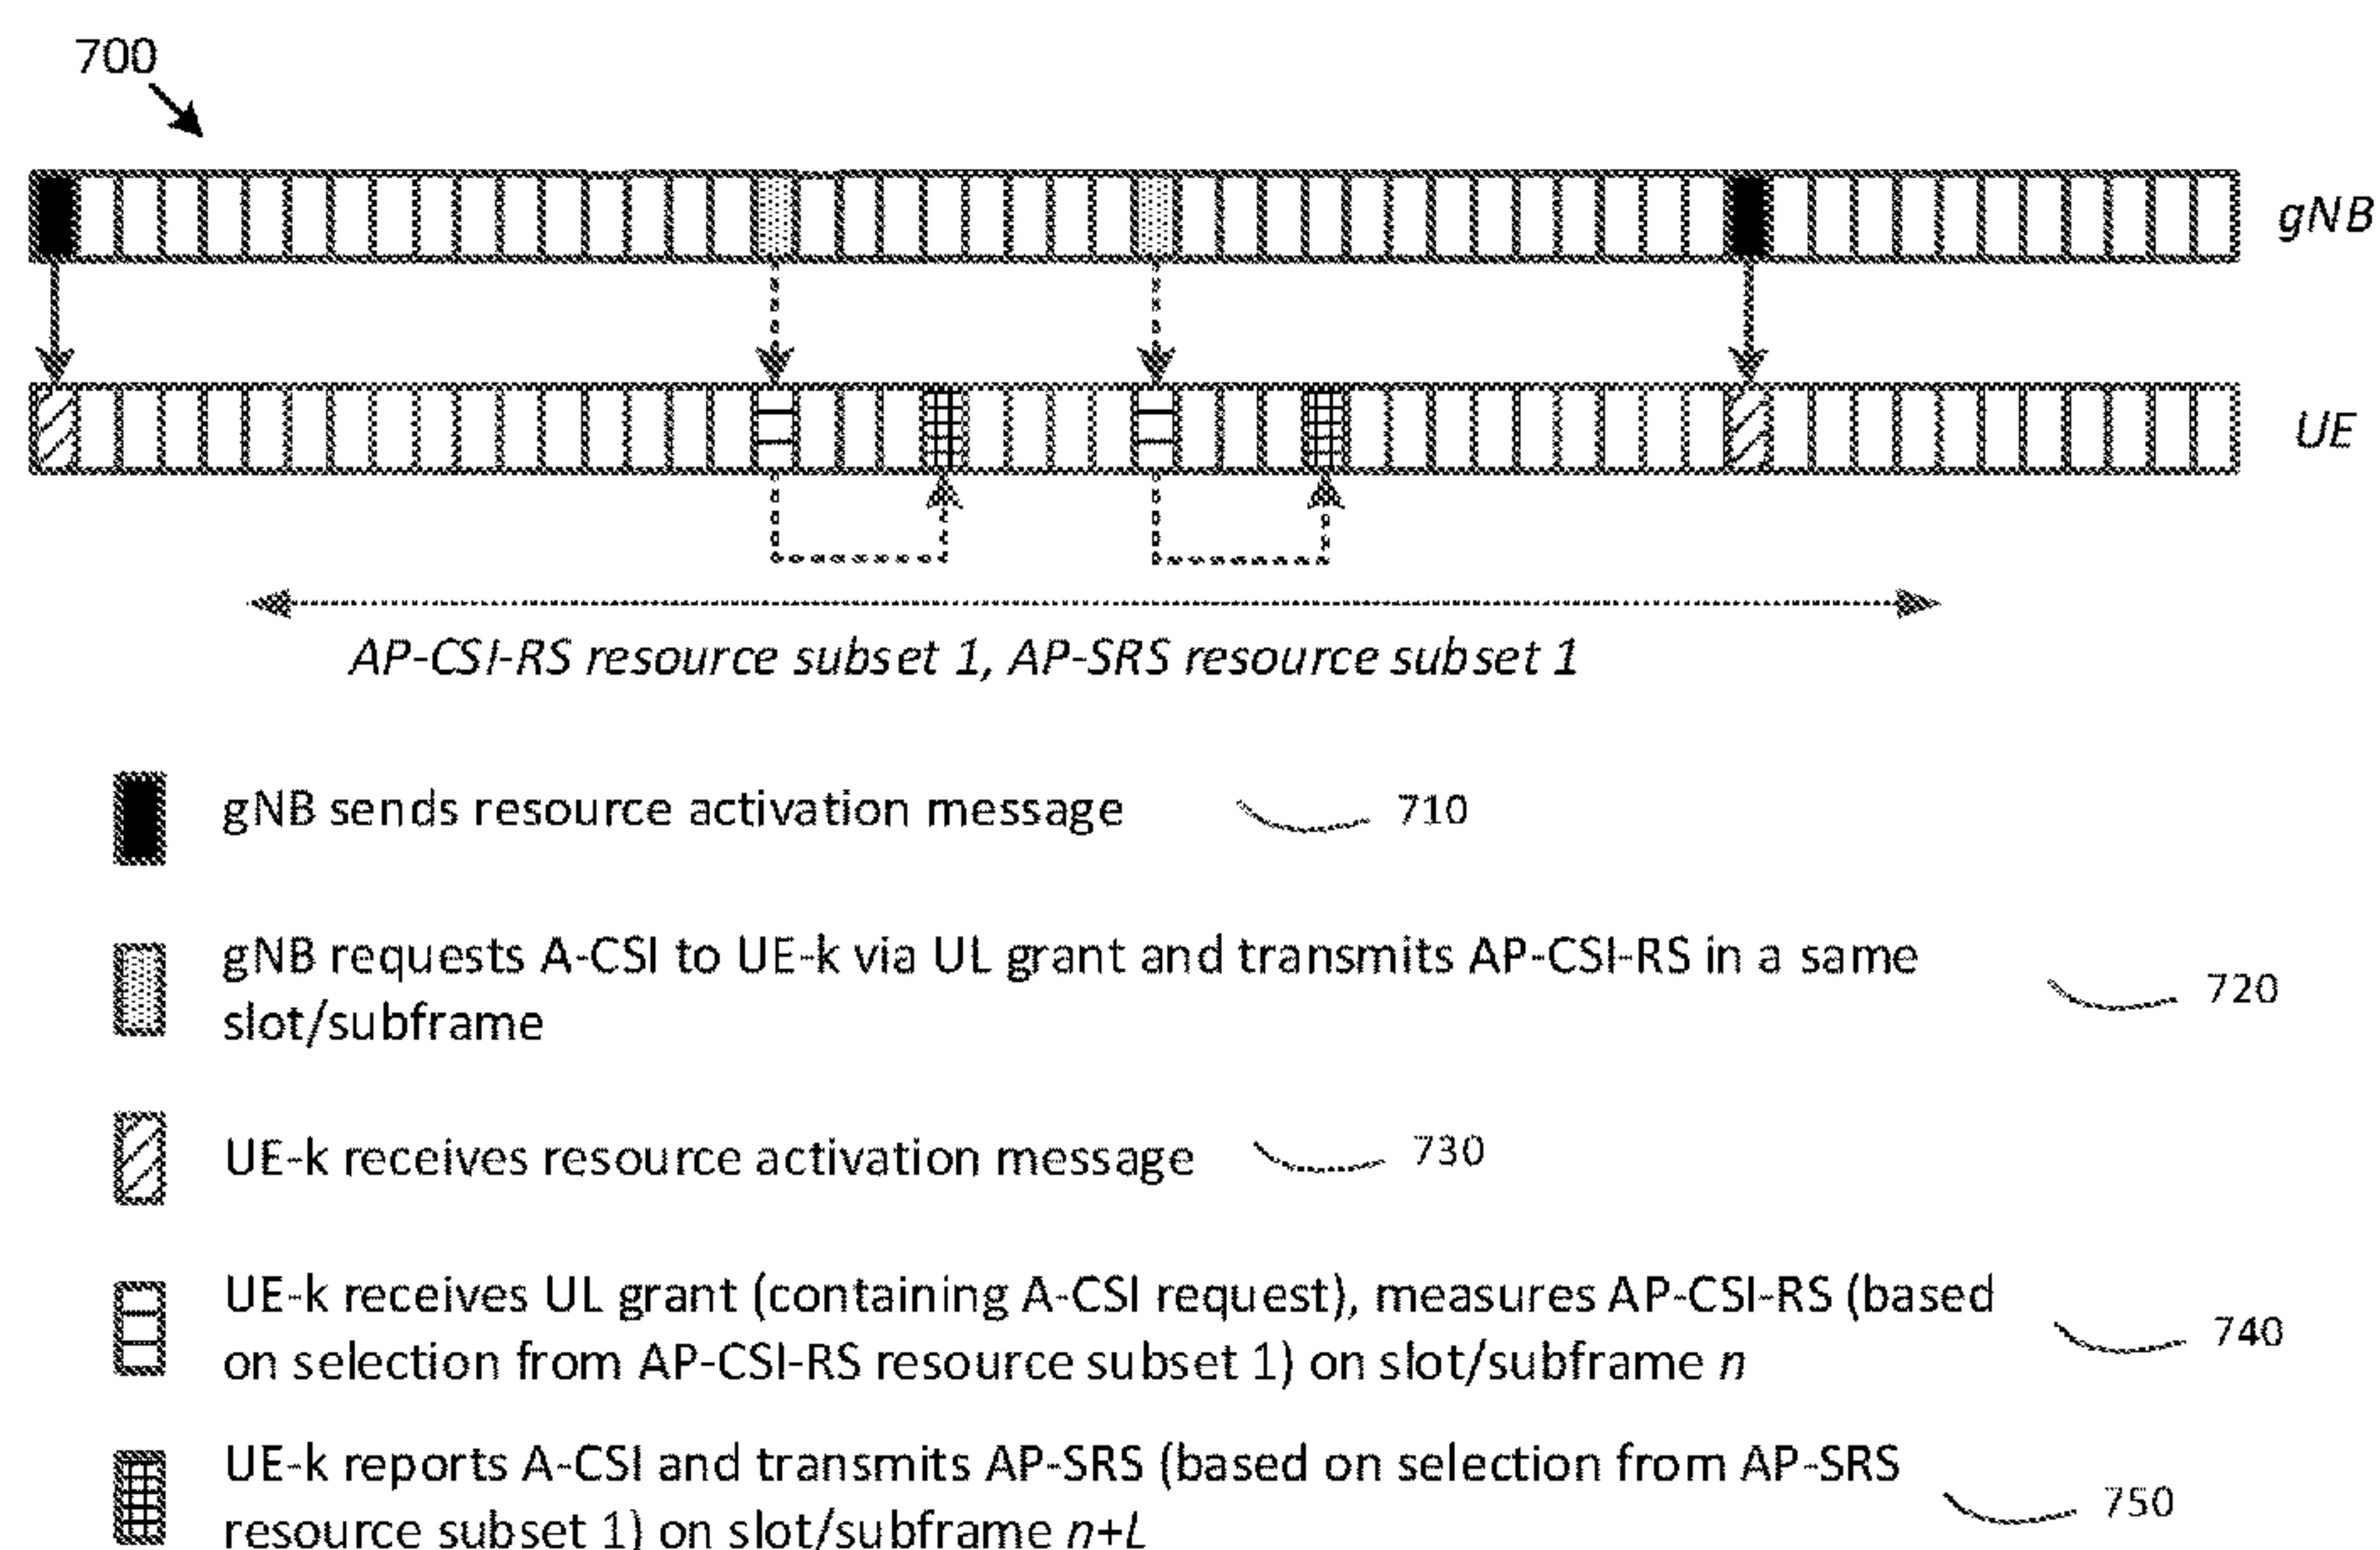 700
gNB
UE
AP-CSI-RS resource subset 1, AP-SRS resource subset 1
gNB sends resource activation message 710
gNB requests A-CSI to UE-k via UL grant and transmits AP-CSI-RS in a same
slot/subframe
720
UE-k receives resource activation message 730
UE-k receives UL grant (containing A-CSI request), measures AP-CSI-RS (based
on selection from AP-CSI-RS resource subset 1) on slot/subframe n
740
UE-k reports A-CSI and transmits AP-SRS (based on selection from AP-SRS
resource subset 1) on slot/subframe n+L
750